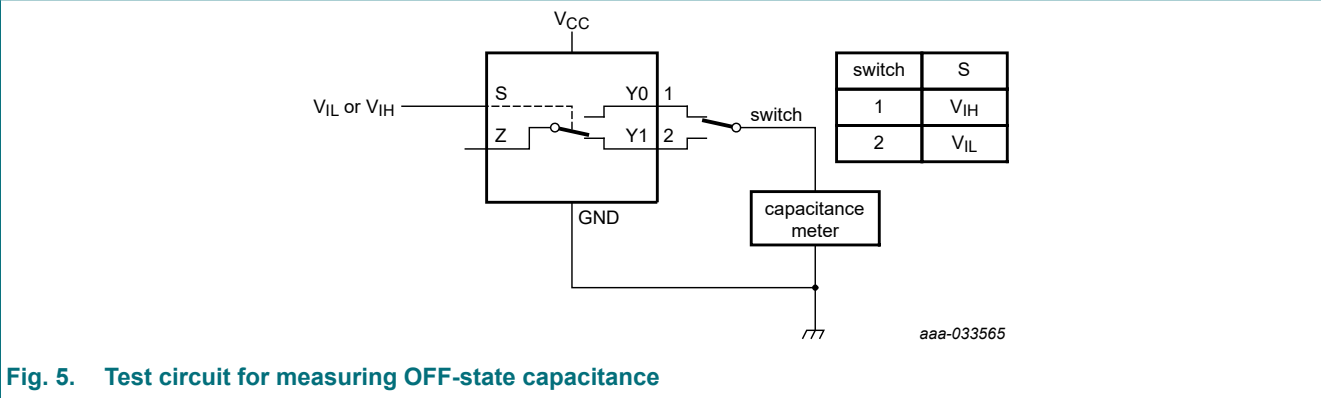 VCC
switch S
S Y0 1
VIL or VIH
switch
1 VIH
Z Y1 2
2 VIL
GND
capacitance
meter
aaa-033565
Fig. 5. Test circuit for measuring OFF-state capacitance